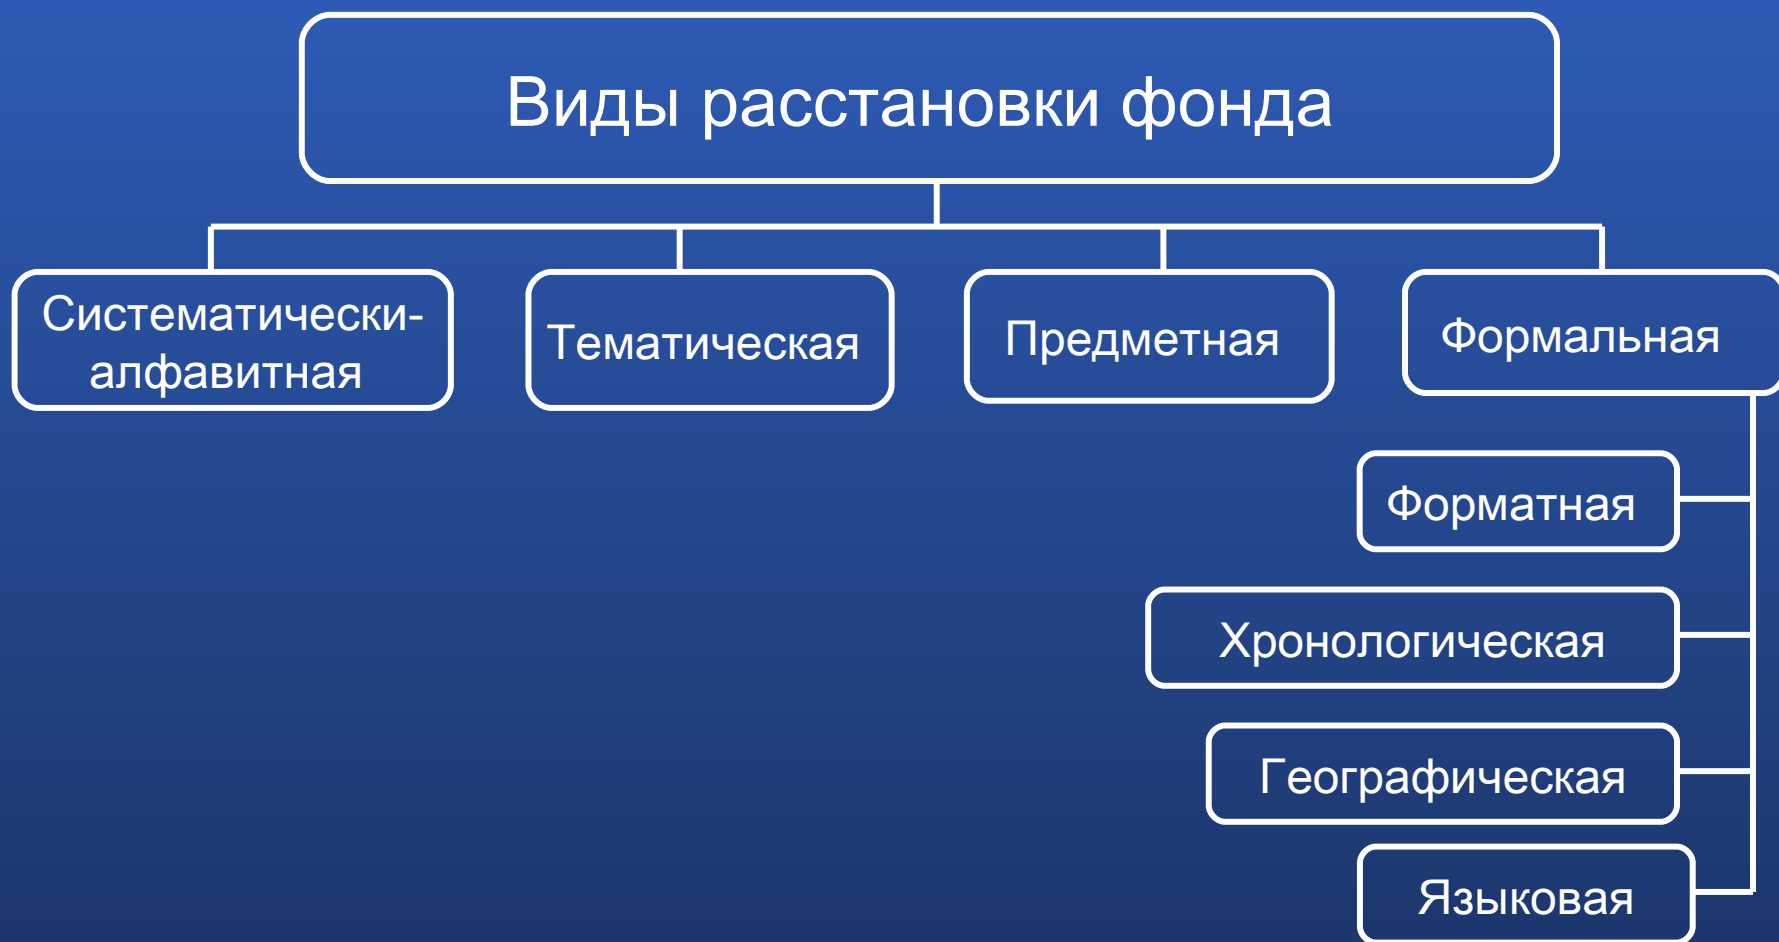 Виды расстановки фонда
Систематически-
алфавитная
Тематическая
Предметная
Формальная
Форматная
Хронологическая
Географическая
Языковая